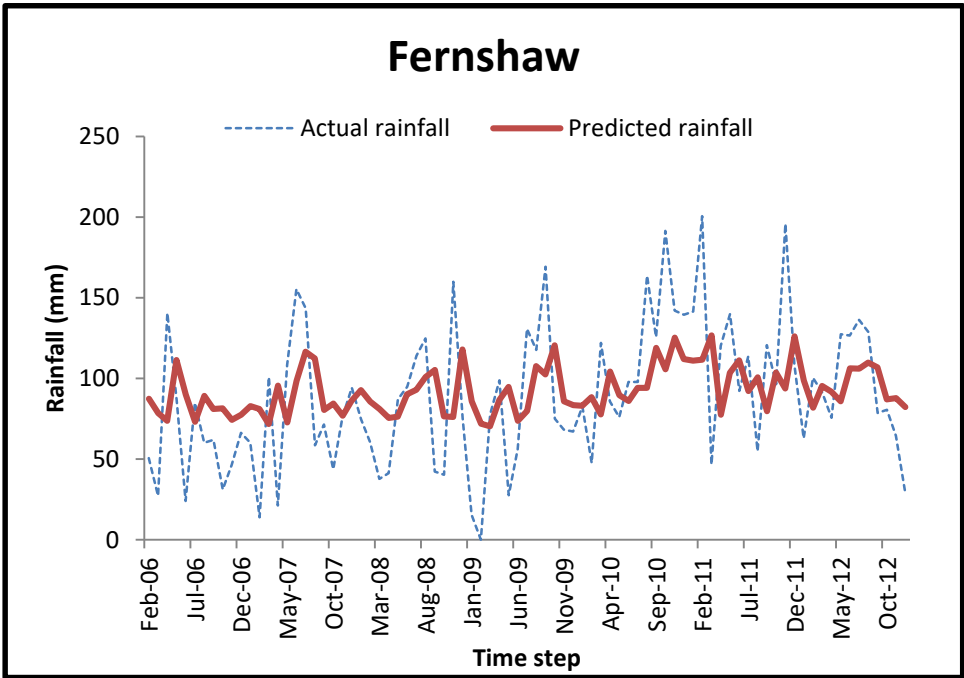 Fernshaw
Actual rainfall Predicted rainfall
250
200
150
100
50
0
Rainfall (mm)
Feb-06
Jul-06
Dec-06
May-07
Oct-07
Mar-08
Aug-08
Jan-09
Jun-09
Nov-09
Apr-10
Sep-10
Feb-11
Jul-11
Dec-11
May-12
Oct-12
Time step